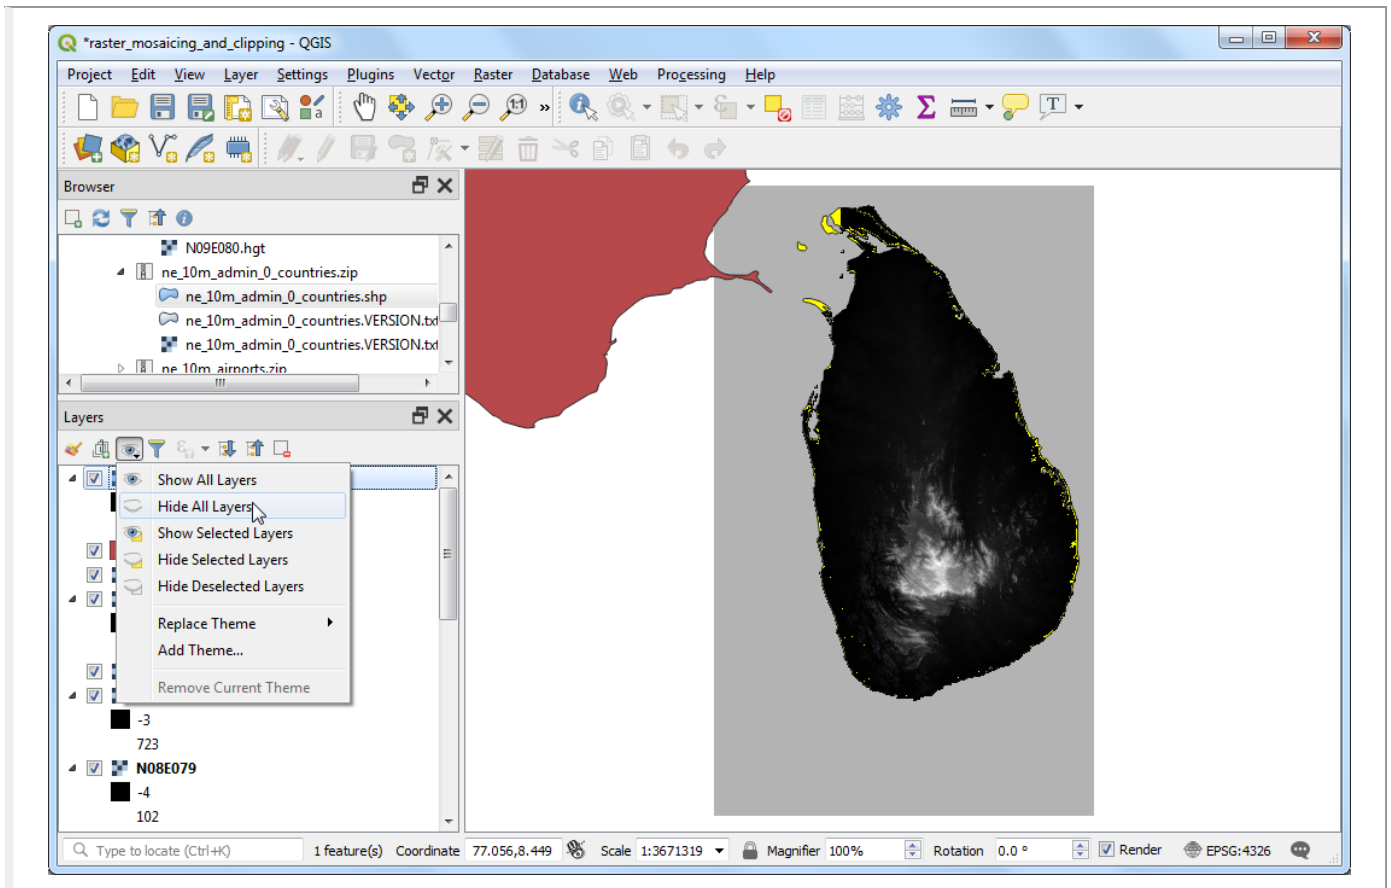 *raster_mosaicing_and_clipping - QGIS
Project Edit View Layer Settings Plugins Vector Raster Database Web Processing Help
1:1 » a Σ T
Browser
N09E080.hgt
ne_10m_admin_0_countries.zip
ne_10m_admin_0_countries.shp
ne_10m_admin_0_countries.VERSION.txt
ne_10m_admin_0_countries.VERSION.txt
ne_10m_airports.zip
Layers
Show All Layers
Hide All Layers
Show Selected Layers
Hide Selected Layers
Hide Deselected Layers
Replace Theme
Add Theme...
Remove Current Theme
-3
723
N08E079
-4
102
Type to locate (Ctrl+K) 1 feature(s) Coordinate 77.056,8.449 Scale 1:3671319 Magnifier 100% Rotation 0.0 ° Render EPSG:4326